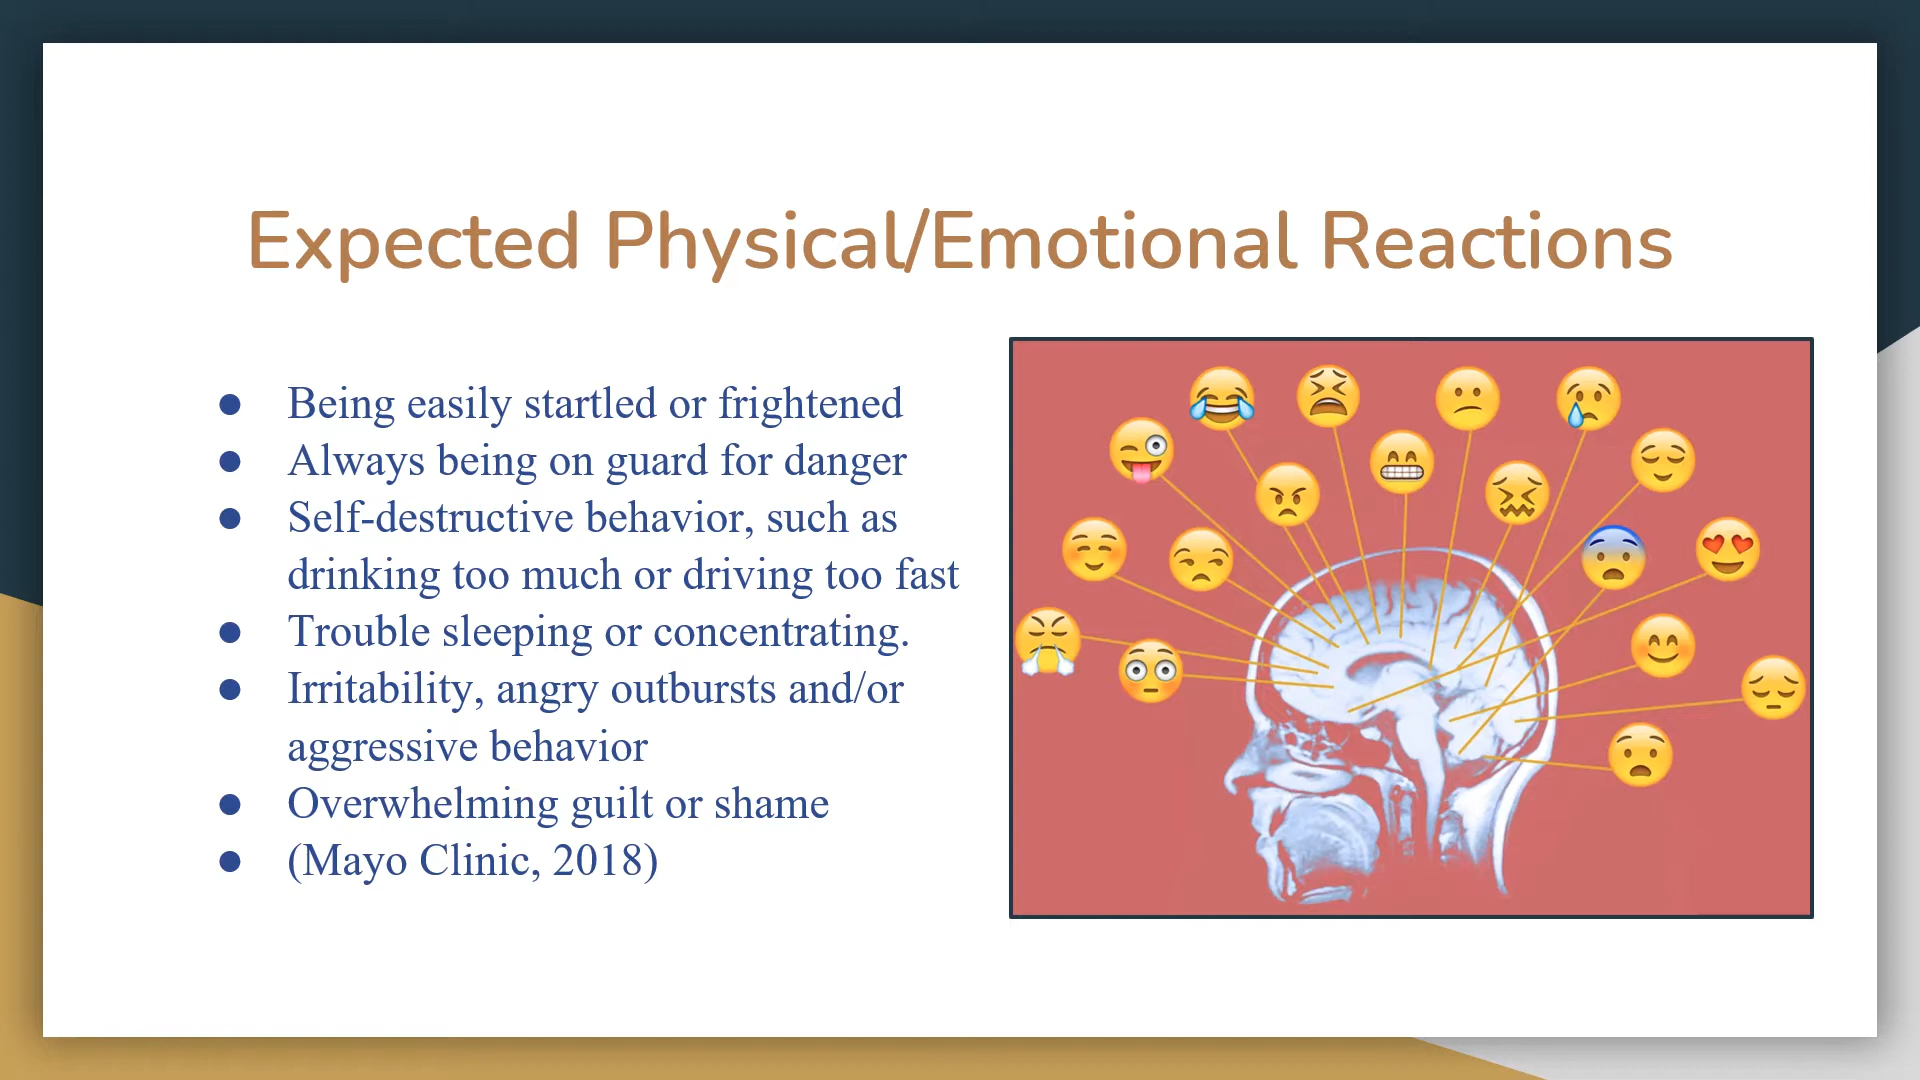 Expected Physical/Emotional Reactions
● Being easily startled or frightened
● Always being on guard for danger
● Self-destructive behavior, such as
drinking too much or driving too fast
● Trouble sleeping or concentrating.
● Irritability, angry outbursts and/or
aggressive behavior
● Overwhelming guilt or shame
● (Mayo Clinic, 2018)